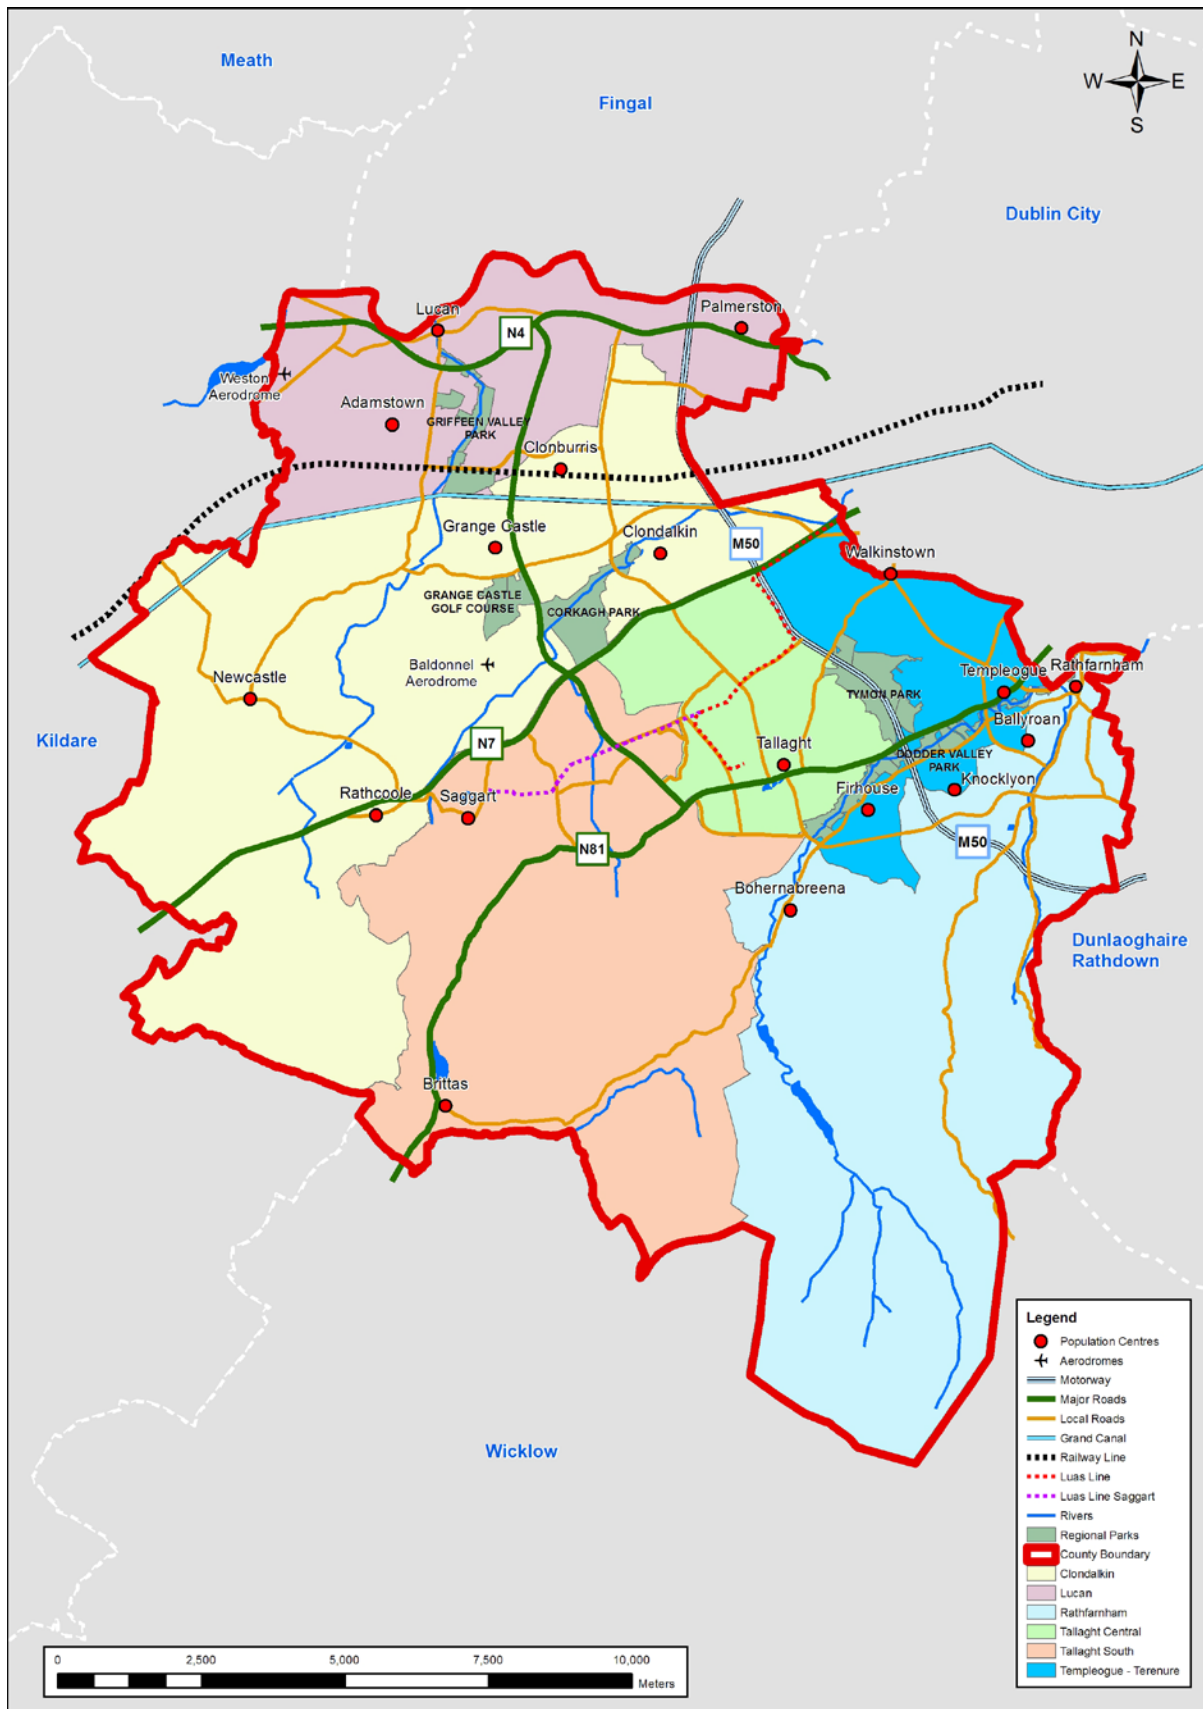 Meath
N
Fingal
W
E
S
Dublin City
Lucan
Palmerston
N4
Weston
Aerodrome
Adamstown
GRIFFEEN VALLEY
PARK
Clonburris
Grange Castle
Clondalkin
M50
Walkinstown
GRANGE CASTLE
GOLF COURSE
CORKAGH PARK
Baldonnel
Aerodrome
Newcastle
Templeogue
Rathfarnham
TYMON PARK
Ballyroan
Kildare
N7
Tallaght
DODDER VALLEY
PARK
Knocklyon
Firhouse
Rathcoole
Saggart
N81
M50
Bohernabreena
Dunlaoghaire
Rathdown
Brittas
Wicklow
Legend
Population Centres
Aerodromes
Motorway
Major Roads
Local Roads
Grand Canal
Railway Line
Luas Line
Luas Line Saggart
Rivers
Regional Parks
County Boundary
Clondalkin
Lucan
Rathfarnham
Tallaght Central
Tallaght South
Templeogue - Terenure
0 2,500 5,000 7,500 10,000
Meters